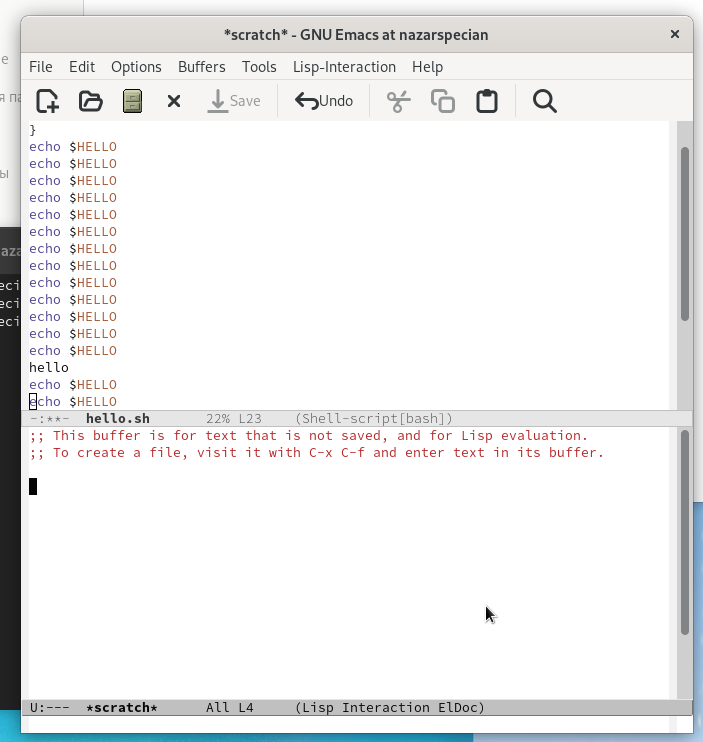 *scratch* - GNU Emacs at nazarspecian
File Edit Options Buffers Tools Lisp-Interaction Help
Save Undo
}
echo $HELLO
echo $HELLO
echo $HELLO
echo $HELLO
echo $HELLO
echo $HELLO
echo $HELLO
echo $HELLO
echo $HELLO
echo $HELLO
echo $HELLO
echo $HELLO
echo $HELLO
hello
echo $HELLO
echo $HELLO
-:**- hello.sh 22% L23 (Shell-script[bash])
;; This buffer is for text that is not saved, and for Lisp evaluation.
;; To create a file, visit it with C-x C-f and enter text in its buffer.
U:--- *scratch* All L4 (Lisp Interaction ElDoc)